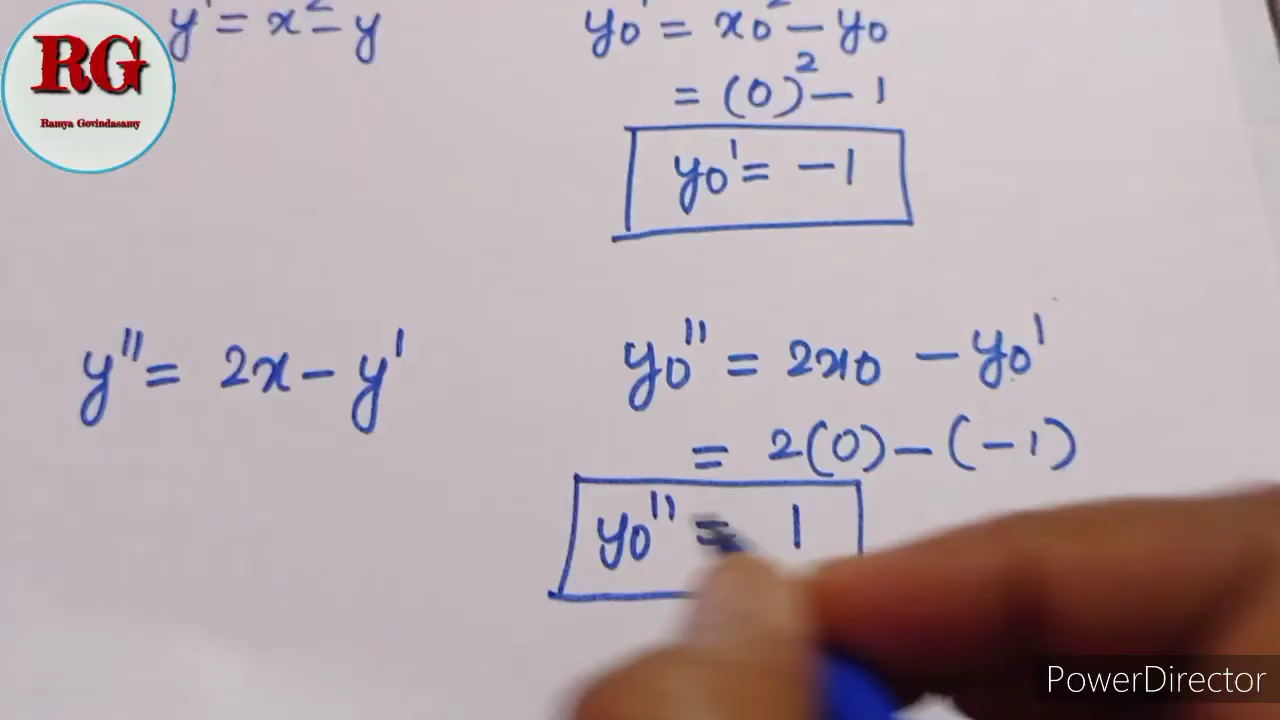 RG
Ramya Govindasamy
y' = x² - y
y0' = x0² - y0
= (0)² - 1
y0' = -1
y'' = 2x - y'
y0'' = 2x0 - y0'
= 2(0) - (-1)
y0'' = 1
PowerDirector